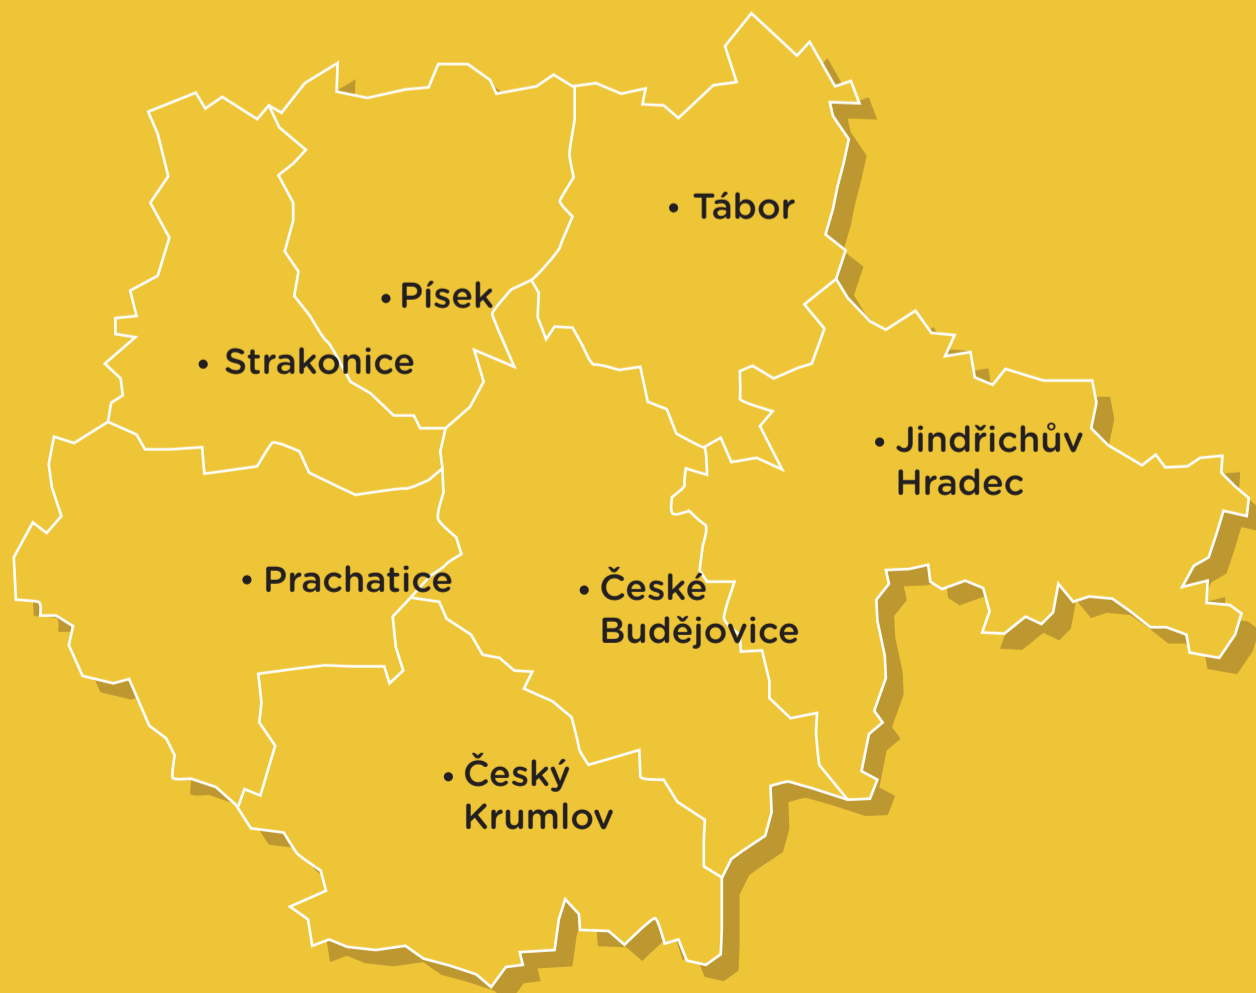 Tábor
Písek
Strakonice
Jindřichův
Hradec
Prachatice
České
Budějovice
Český
Krumlov